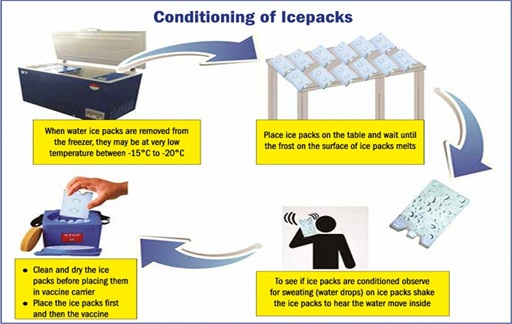 Conditioning of Icepacks
When water ice packs are removed from
the freezer, they may be at very low
temperature between -15°C to -20°C
Place ice packs on the table and wait until
the frost on the surface of ice packs melts
To see if ice packs are conditioned observe
for sweating (water drops) on ice packs shake
the ice packs to hear the water move inside
● Clean and dry the ice
packs before placing them
in vaccine carrier
● Place the ice packs first
and then the vaccine